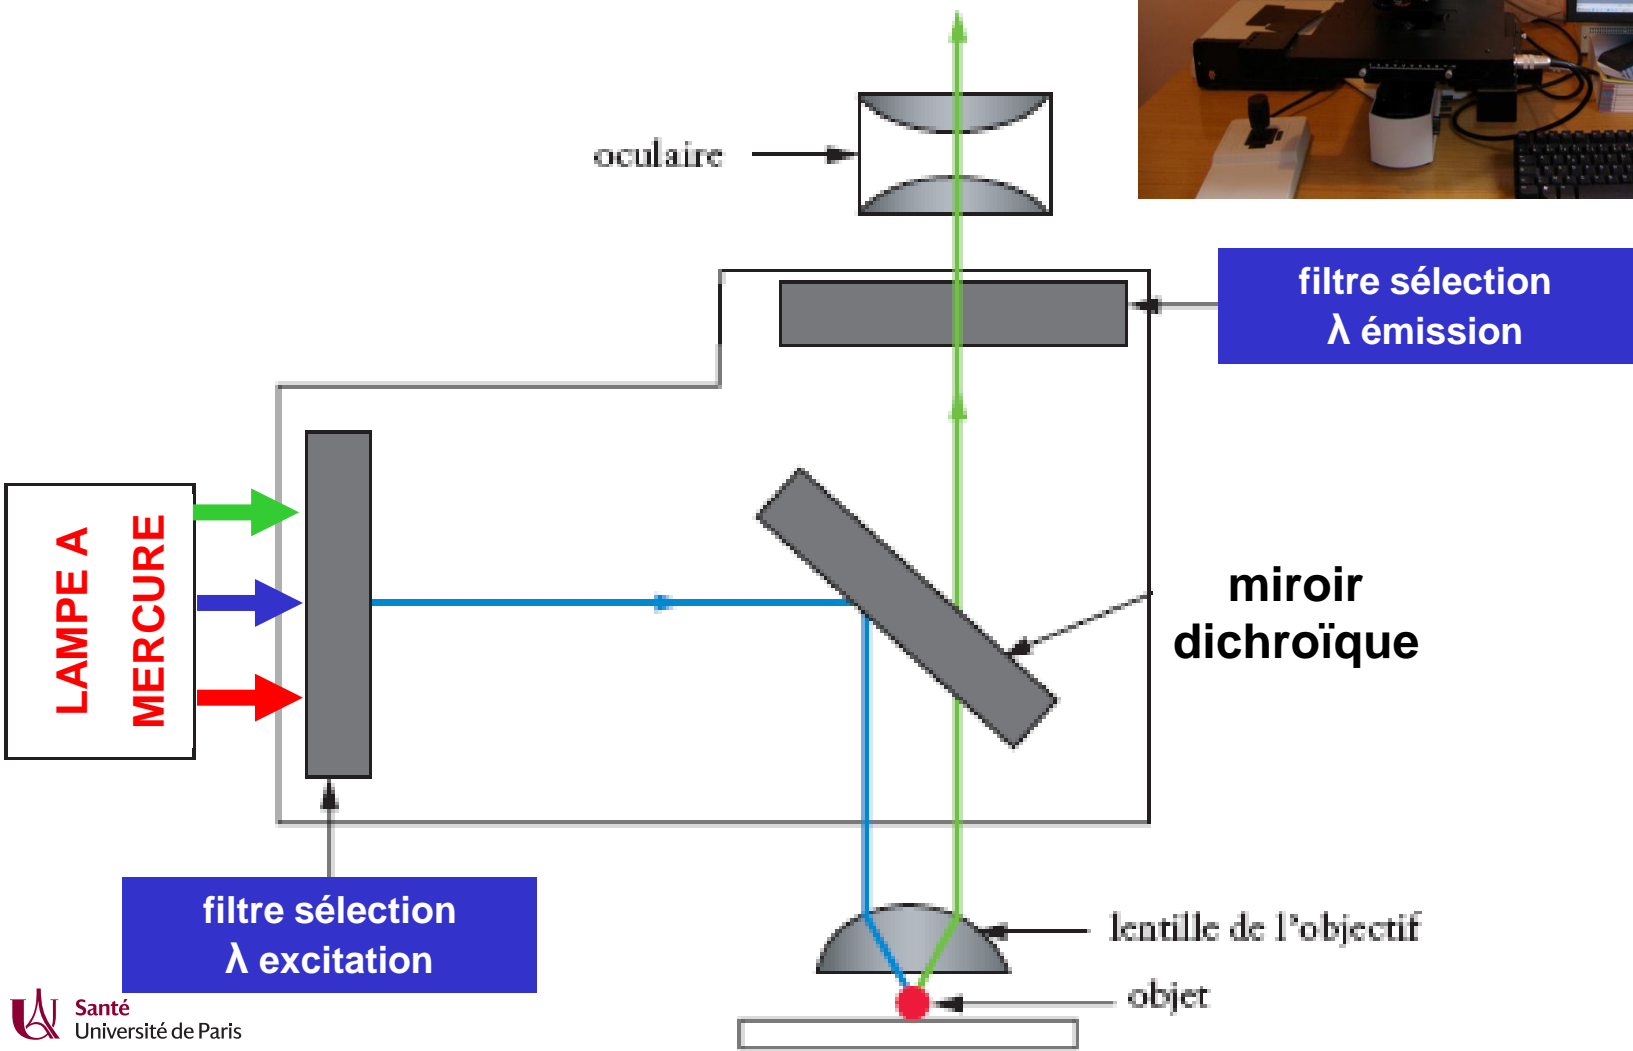 oculaire
filtre sélection
λ émission
LAMPE A
MERCURE
miroir
dichroïque
filtre sélection
λ excitation
lentille de l'objectif
objet
Santé
Université de Paris